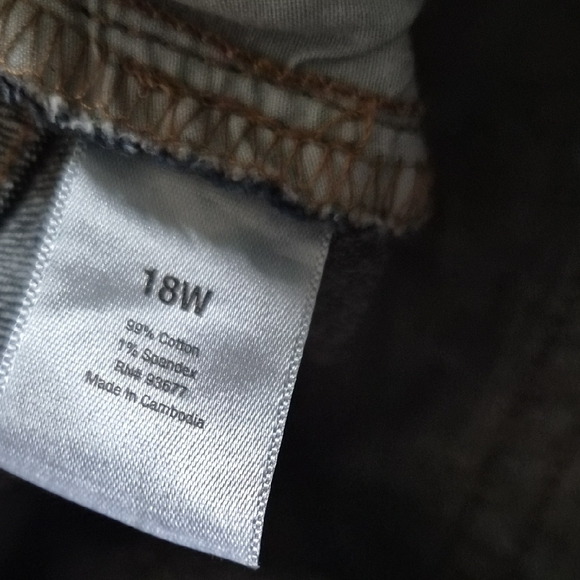 18W
99% Cotton
1% Spandex
RN# 93677
Made in Cambodia